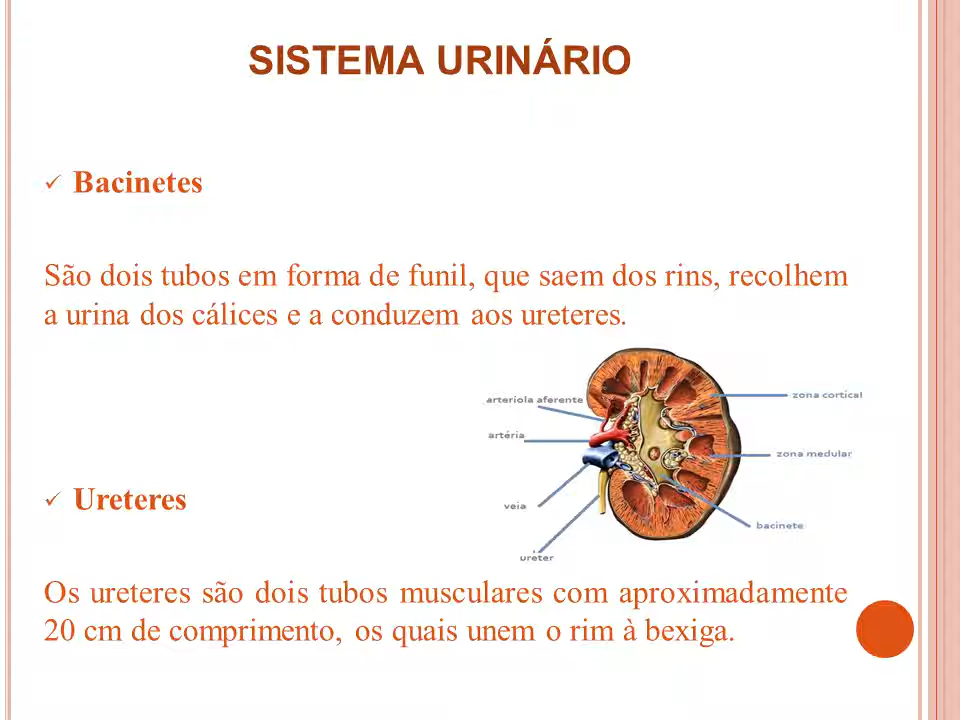 SISTEMA URINÁRIO
Bacinetes
São dois tubos em forma de funil, que saem dos rins, recolhem
a urina dos cálices e a conduzem aos ureteres.
arteriola aferente
zona cortical
artéria
zona medular
veia
bacinete
uréter
Ureteres
Os ureteres são dois tubos musculares com aproximadamente
20 cm de comprimento, os quais unem o rim à bexiga.